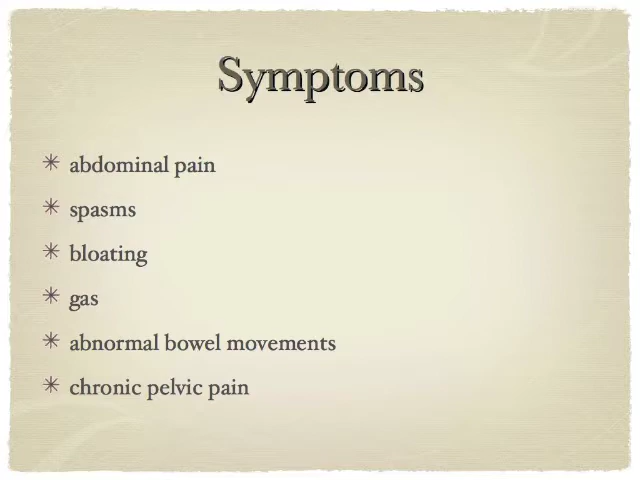 Symptoms
abdominal pain
spasms
bloating
gas
abnormal bowel movements
chronic pelvic pain